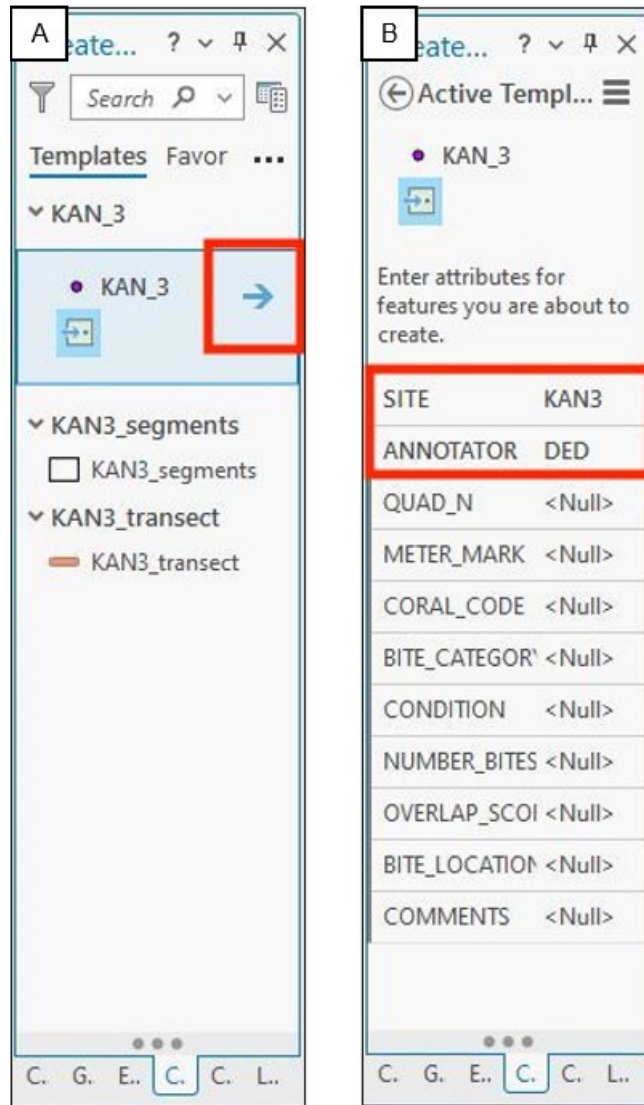 A
eate...
?
Search
Templates Favor ...
KAN_3
KAN_3
KAN3_segments
KAN3_segments
KAN3_transect
KAN3_transect
C. G. E.. C. C. L..
B
eate...
?
Active Templ...
KAN_3
Enter attributes for
features you are about to
create.
SITE KAN3
ANNOTATOR DED
QUAD_N <Null>
METER_MARK <Null>
CORAL_CODE <Null>
BITE_CATEGOR <Null>
CONDITION <Null>
NUMBER_BITES <Null>
OVERLAP_SCO <Null>
BITE_LOCATION <Null>
COMMENTS <Null>
C. G. E.. C. C. L..